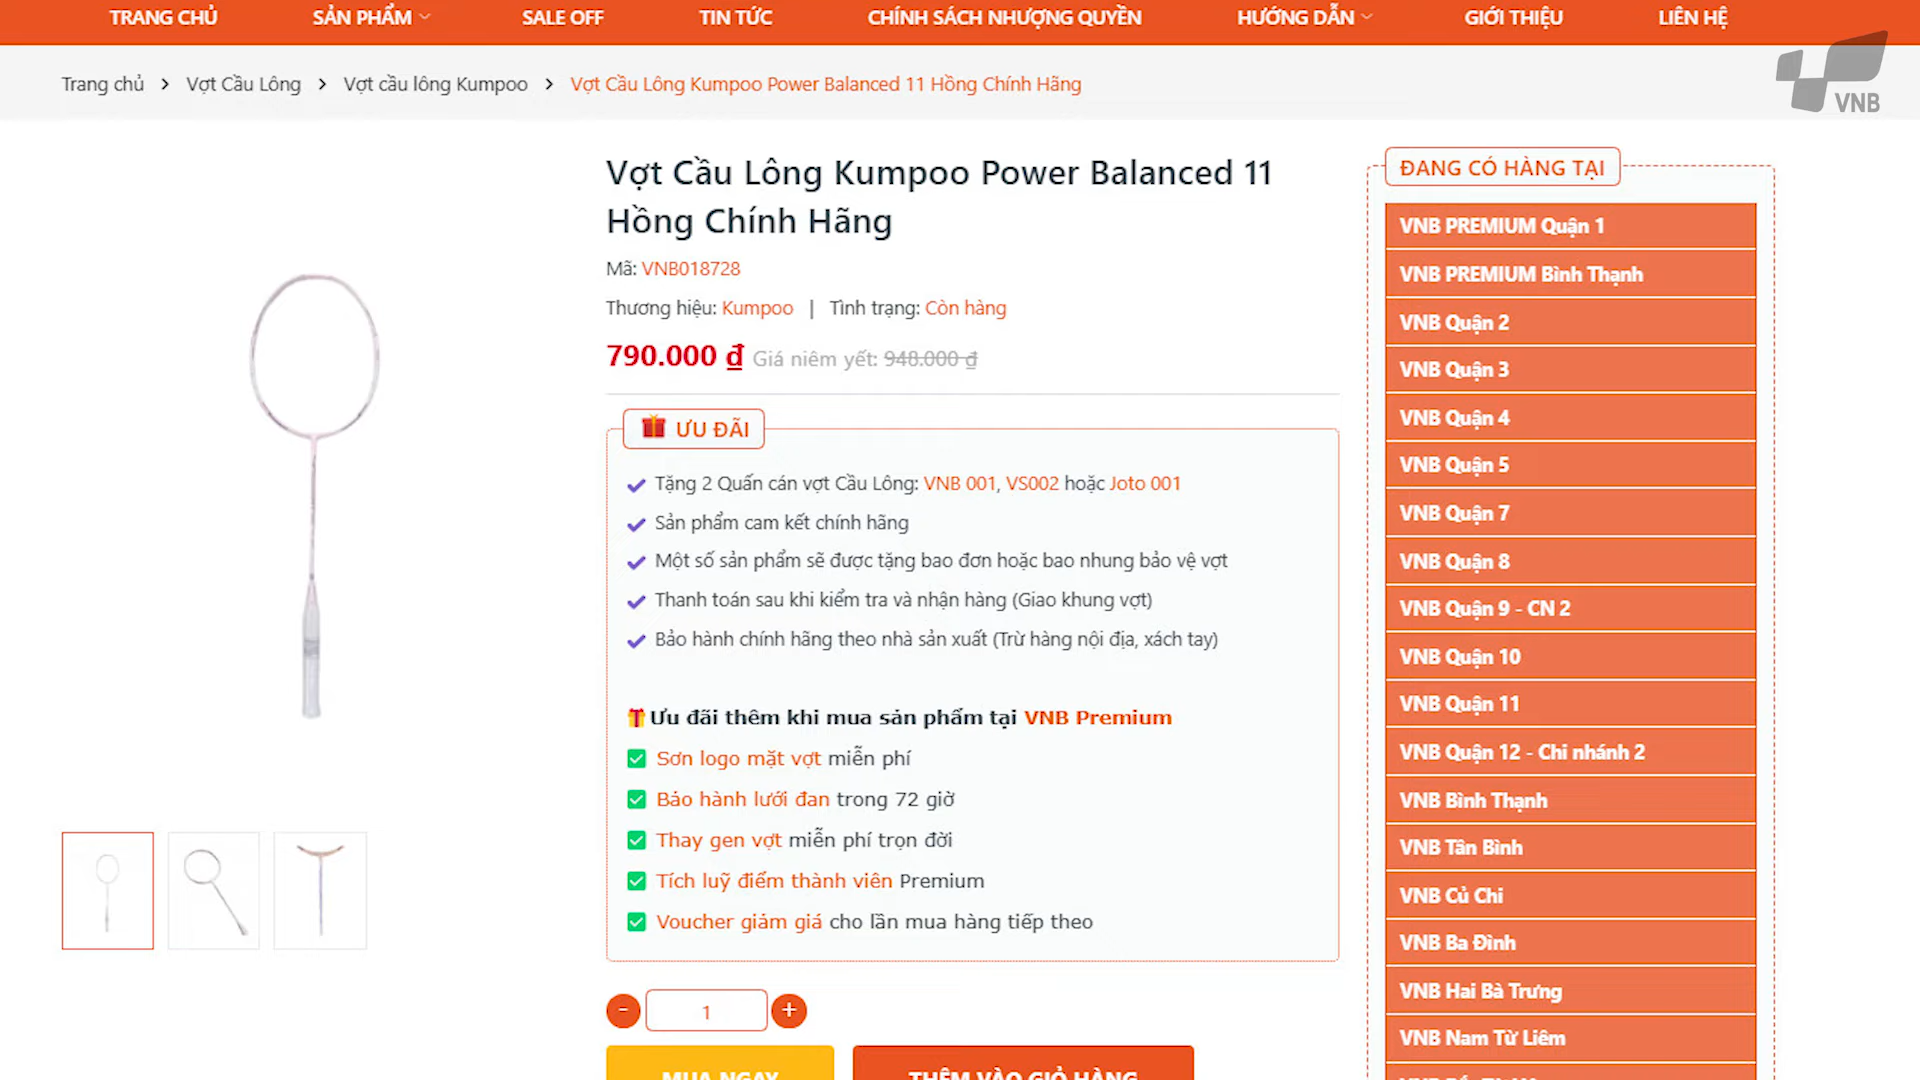 TRANG CHỦ
SẢN PHẨM
SALE OFF
TIN TỨC
CHÍNH SÁCH NHƯỢNG QUYỀN
HƯỚNG DẪN
GIỚI THIỆU
LIÊN HỆ
VNB
Trang chủ > Vợt Cầu Lông > Vợt cầu lông Kumpoo > Vợt Cầu Lông Kumpoo Power Balanced 11 Hồng Chính Hãng
Vợt Cầu Lông Kumpoo Power Balanced 11
Hồng Chính Hãng
Mã: VNB018728
Thương hiệu: Kumpoo | Tình trạng: Còn hàng
790.000 ₫ Giá niêm yết: 948.000 ₫
ƯU ĐÃI
Tặng 2 Quấn cán vợt Cầu Lông: VNB 001, VS002 hoặc Joto 001
Sản phẩm cam kết chính hãng
Một số sản phẩm sẽ được tặng bao đơn hoặc bao nhung bảo vệ vợt
Thanh toán sau khi kiểm tra và nhận hàng (Giao khung vợt)
Bảo hành chính hãng theo nhà sản xuất (Trừ hàng nội địa, xách tay)
Ưu đãi thêm khi mua sản phẩm tại VNB Premium
Sơn logo mặt vợt miễn phí
Bảo hành lưới đan trong 72 giờ
Thay gen vợt miễn phí trọn đời
Tích luỹ điểm thành viên Premium
Voucher giảm giá cho lần mua hàng tiếp theo
- 1 +
MUA NGAY
THÊM VÀO GIỎ HÀNG
ĐANG CÓ HÀNG TẠI
VNB PREMIUM Quận 1
VNB PREMIUM Bình Thạnh
VNB Quận 2
VNB Quận 3
VNB Quận 4
VNB Quận 5
VNB Quận 7
VNB Quận 8
VNB Quận 9 - CN 2
VNB Quận 10
VNB Quận 11
VNB Quận 12 - Chi nhánh 2
VNB Bình Thạnh
VNB Tân Bình
VNB Củ Chi
VNB Ba Đình
VNB Hai Bà Trưng
VNB Nam Từ Liêm